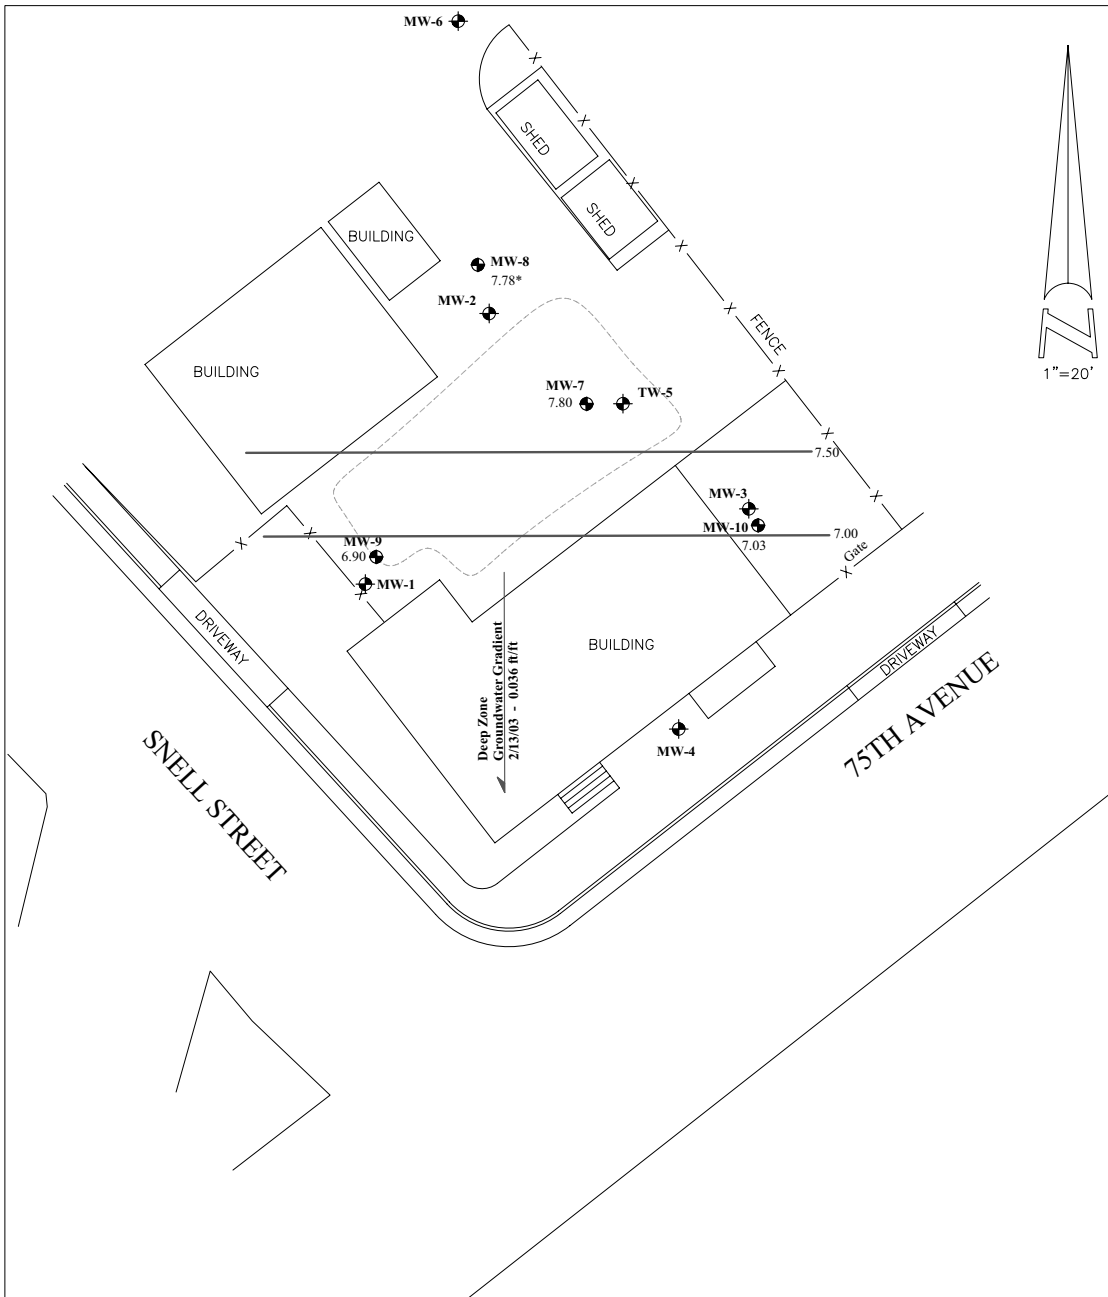 MW-6
SHED
SHED
BUILDING
MW-8
7.78*
MW-2
FENCE
1"=20'
BUILDING
MW-7
7.80
TW-5
7.50
MW-3
MW-10
7.03
7.00
Gate
MW-9
6.90
MW-1
DRIVEWAY
BUILDING
DRIVEWAY
Deep Zone
Groundwater Gradient
2/13/03 - 0.036 ft/ft
MW-4
SNELL STREET
75TH AVENUE